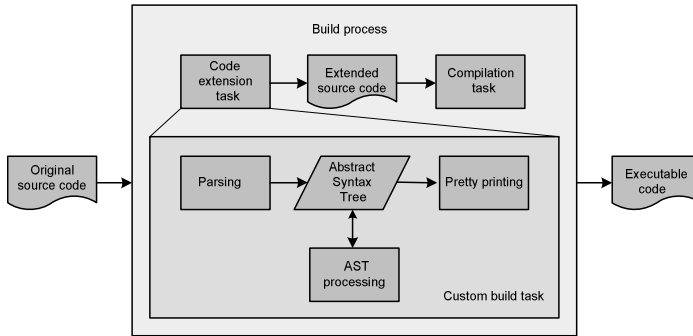 Build process
Code
extension
task
Extended
source code
Compilation
task
Original
source code
Parsing
Abstract
Syntax
Tree
Pretty printing
Executable
code
AST
processing
Custom build task